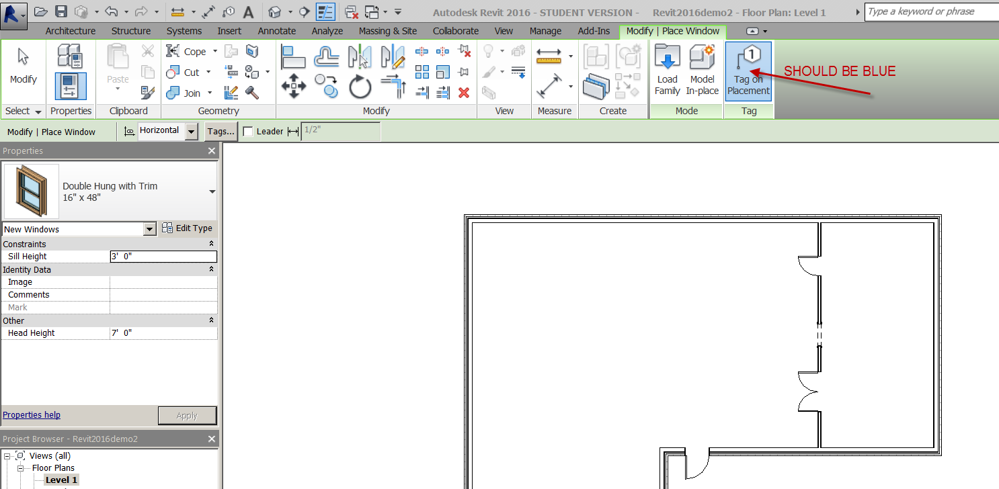 Autodesk Revit 2016 - STUDENT VERSION - Revit2016demo2 - Floor Plan: Level 1
Type a keyword or phrase
Architecture Structure Systems Insert Annotate Analyze Massing & Site Collaborate View Manage Add-Ins Modify | Place Window
Modify
Paste
Cope
Cut
Join
Load Family
Model In-place
1
Tag on Placement
SHOULD BE BLUE
Select Properties Clipboard Geometry Modify View Measure Create Mode Tag
Modify | Place Window Horizontal Tags... Leader 1/2"
Properties
Double Hung with Trim
16" x 48"
New Windows Edit Type
Constraints
Sill Height 3' 0"
Identity Data
Image
Comments
Mark
Other
Head Height 7' 0"
Properties help Apply
Project Browser - Revit2016demo2
Views (all)
Floor Plans
Level 1